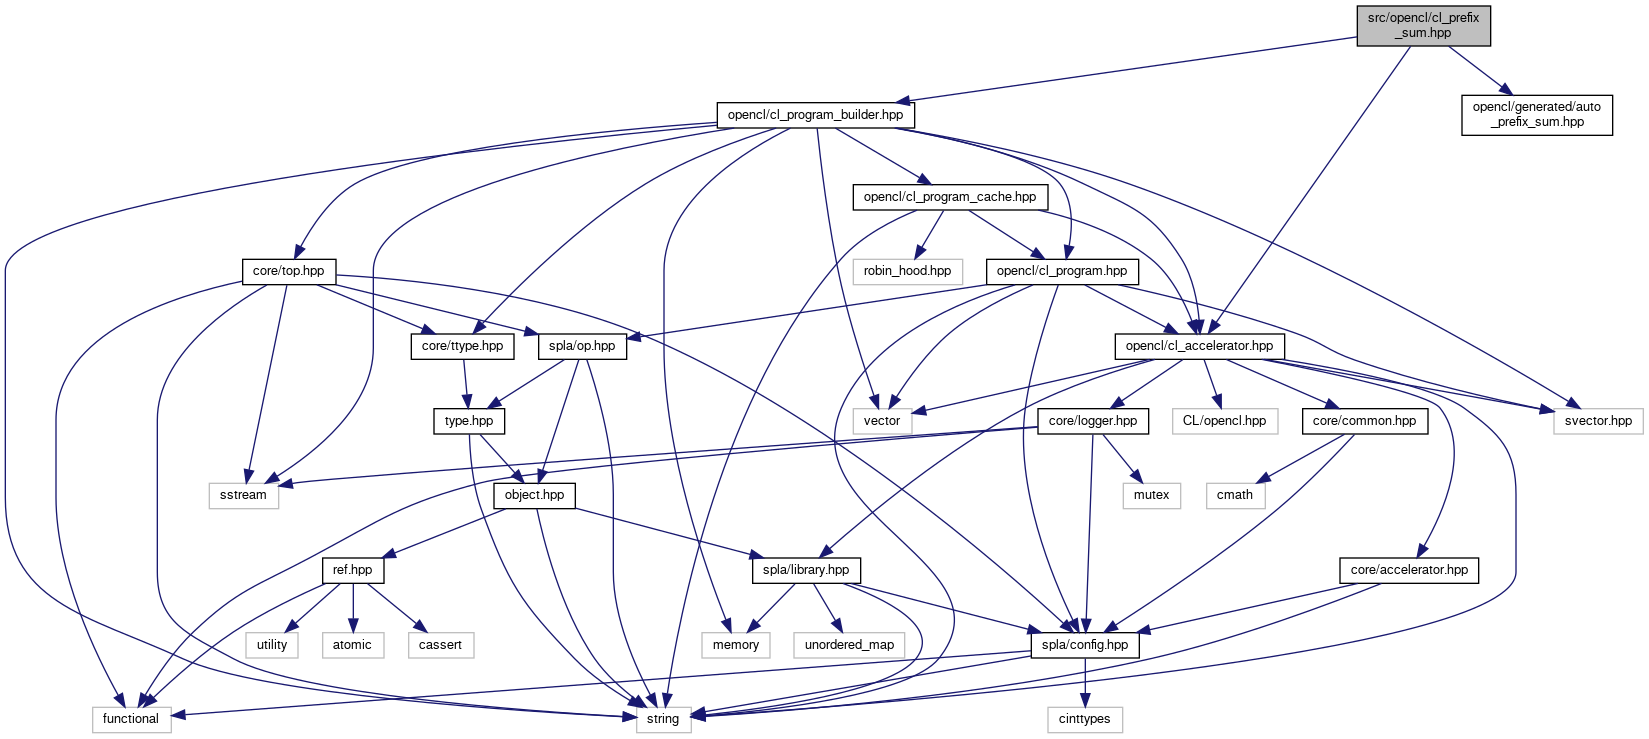 src/opencl/cl_prefix
_sum.hpp
opencl/cl_program_builder.hpp
opencl/generated/auto
_prefix_sum.hpp
opencl/cl_program_cache.hpp
core/top.hpp
robin_hood.hpp
opencl/cl_program.hpp
core/ttype.hpp
spla/op.hpp
opencl/cl_accelerator.hpp
type.hpp
vector
core/logger.hpp
CL/opencl.hpp
core/common.hpp
svector.hpp
sstream
object.hpp
mutex
cmath
ref.hpp
spla/library.hpp
core/accelerator.hpp
utility
atomic
cassert
memory
unordered_map
spla/config.hpp
functional
string
cinttypes